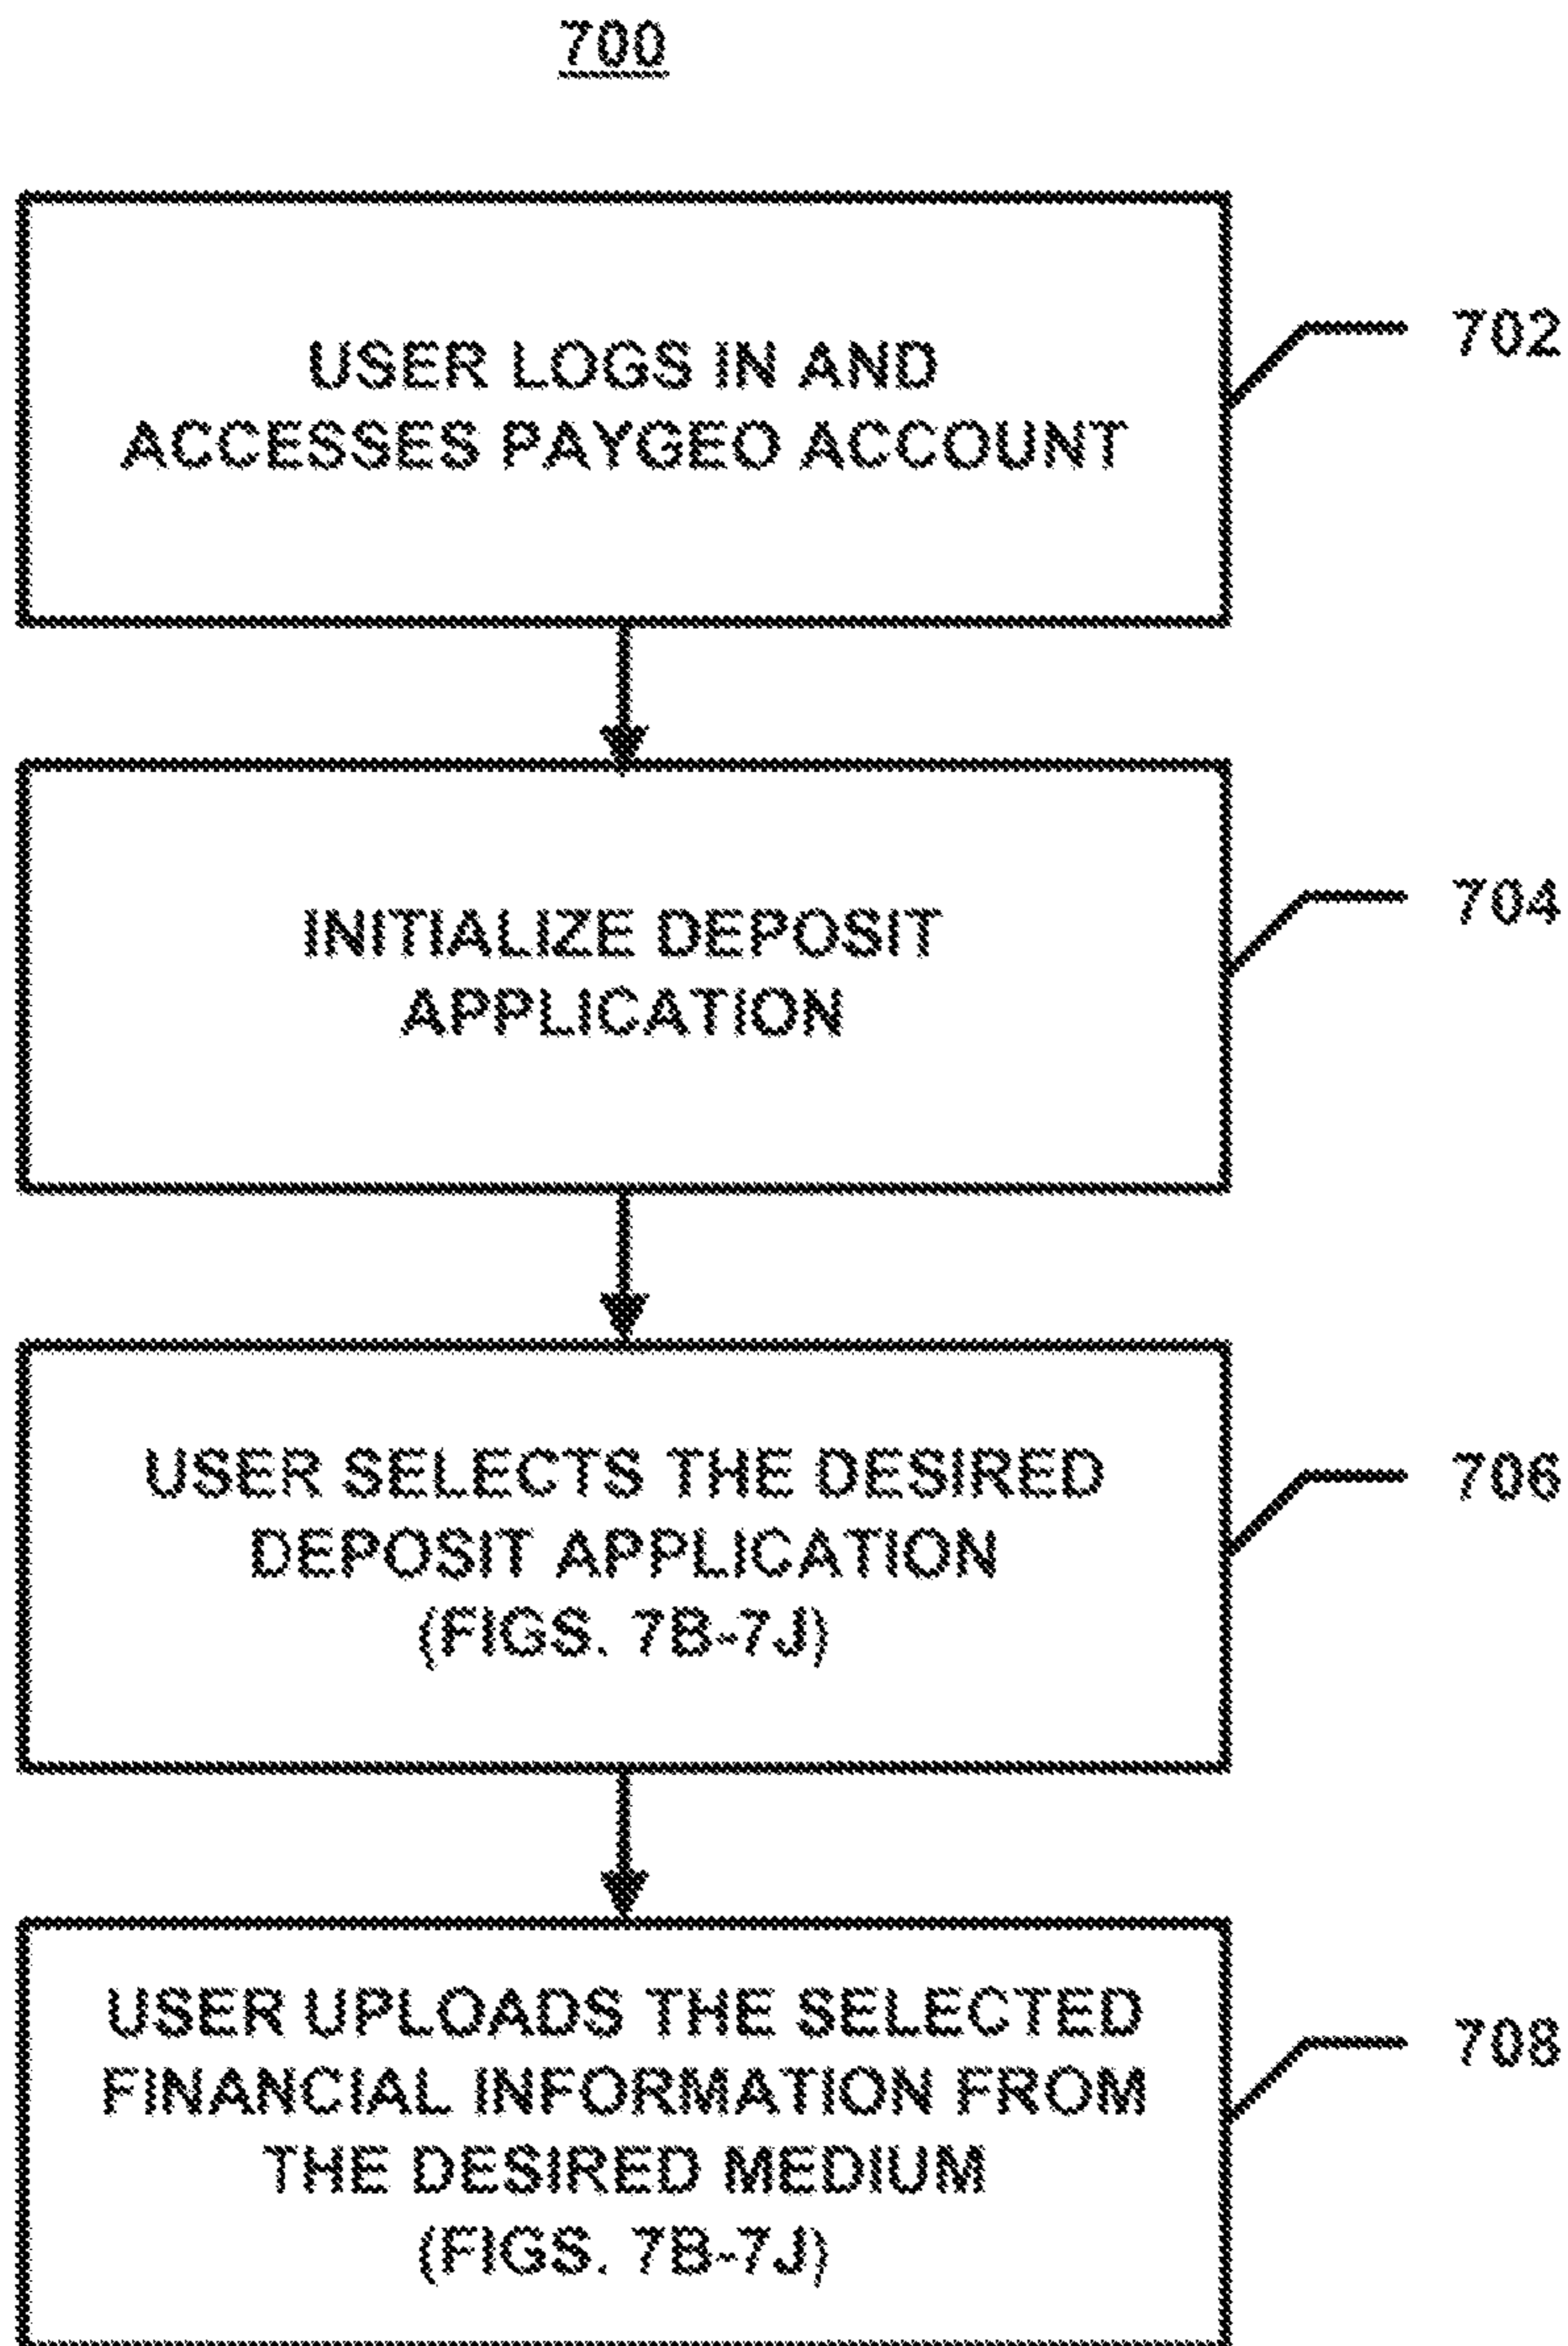 700
USER LOGS IN AND
ACCESSES PAYGEO ACCOUNT
702
INITIALIZE DEPOSIT
APPLICATION
704
USER SELECTS THE DESIRED
DEPOSIT APPLICATION
(FIGS. 7B-7J)
706
USER UPLOADS THE SELECTED
FINANCIAL INFORMATION FROM
THE DESIRED MEDIUM
(FIGS. 7B-7J)
708